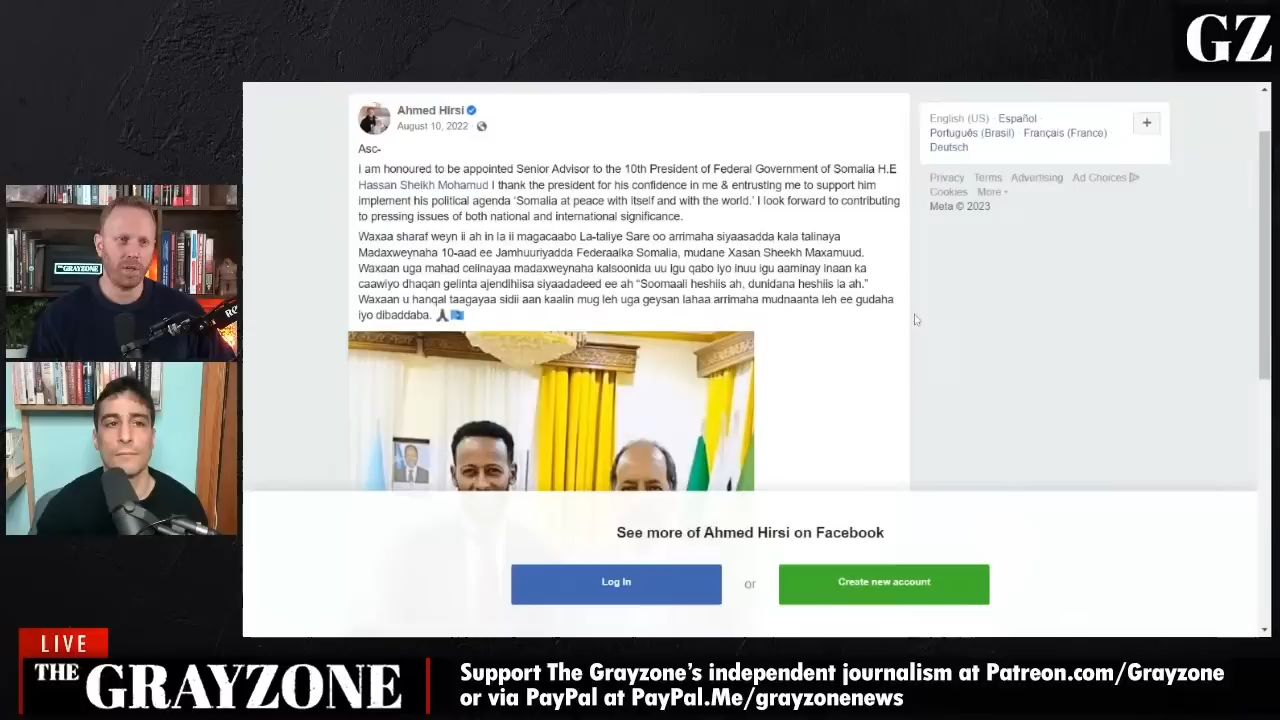 GZ
Ahmed Hirsi
August 10, 2022
Asc-
I am honoured to be appointed Senior Advisor to the 10th President of Federal Government of Somalia H.E
Hassan Sheikh Mohamud I thank the president for his confidence in me & entrusting me to support him
implement his political agenda 'Somalia at peace with itself and with the world.' I look forward to contributing
to pressing issues of both national and international significance.
Waxaa sharaf weyn ii ah in la ii magacaabo La-taliye Sare oo arrimaha siyaasadda kala talinaya
Madaxweynaha 10-aad ee Jamhuuriyadda Federaalka Somalia, mudane Xasan Sheekh Maxamuud.
Waxaan uga mahad celinayaa madaxweynaha kalsoonida uu igu qabo iyo inuu igu aaminay inaan ka
caawiyo dhaqan gelinta ajendihiisa siyaadadeed ee ah "Soomaali heshiis ah, dunidana heshiis la ah."
Waxaan u hanqal taagayaa sidii aan kaalin mug leh uga geysan lahaa arrimaha mudnaanta leh ee gudaha
iyo dibaddaba.
English (US) · Español ·
Português (Brasil) · Français (France)
Deutsch
+
Privacy · Terms · Advertising · Ad Choices
Cookies · More
Meta © 2023
THE GRAYZONE
See more of Ahmed Hirsi on Facebook
Log In
or
Create new account
LIVE
THE GRAYZONE
Support The Grayzone's independent journalism at Patreon.com/Grayzone
or via PayPal at PayPal.Me/grayzonenews